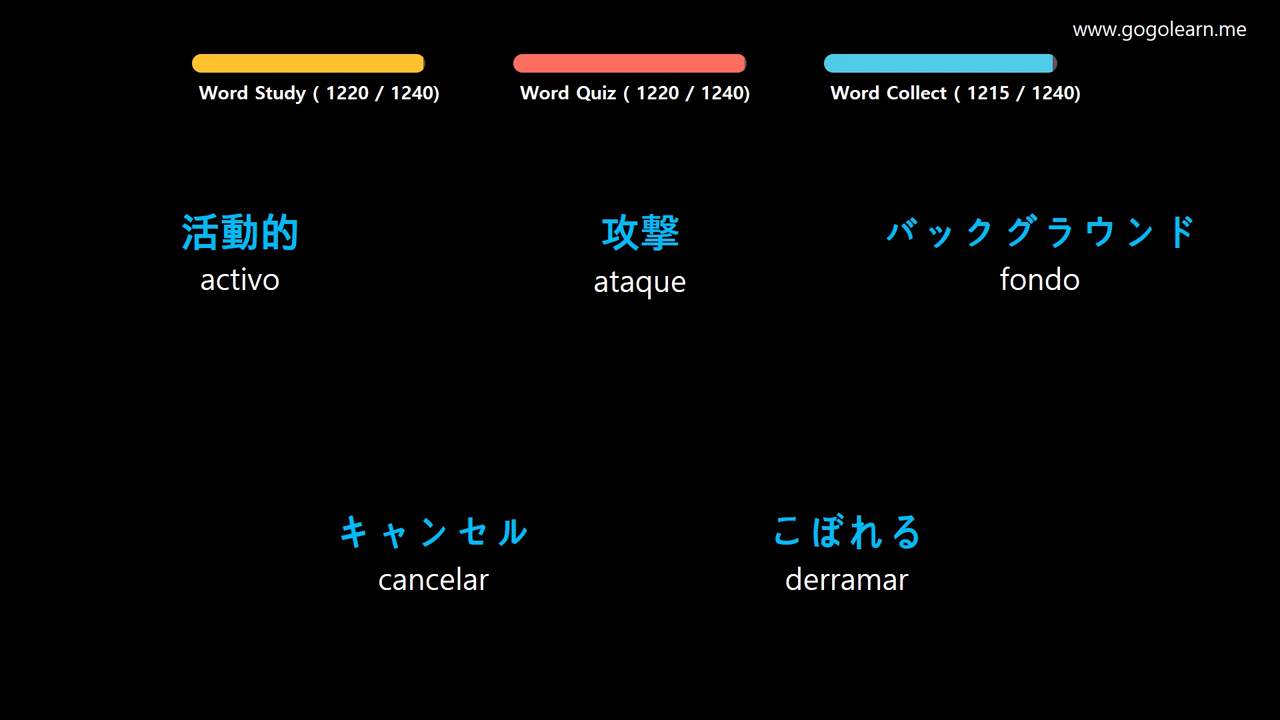 www.gogolearn.me
Word Study ( 1220 / 1240)
Word Quiz ( 1220 / 1240)
Word Collect ( 1215 / 1240)
活動的
activo
攻撃
ataque
バックグラウンド
fondo
キャンセル
cancelar
こぼれる
derramar